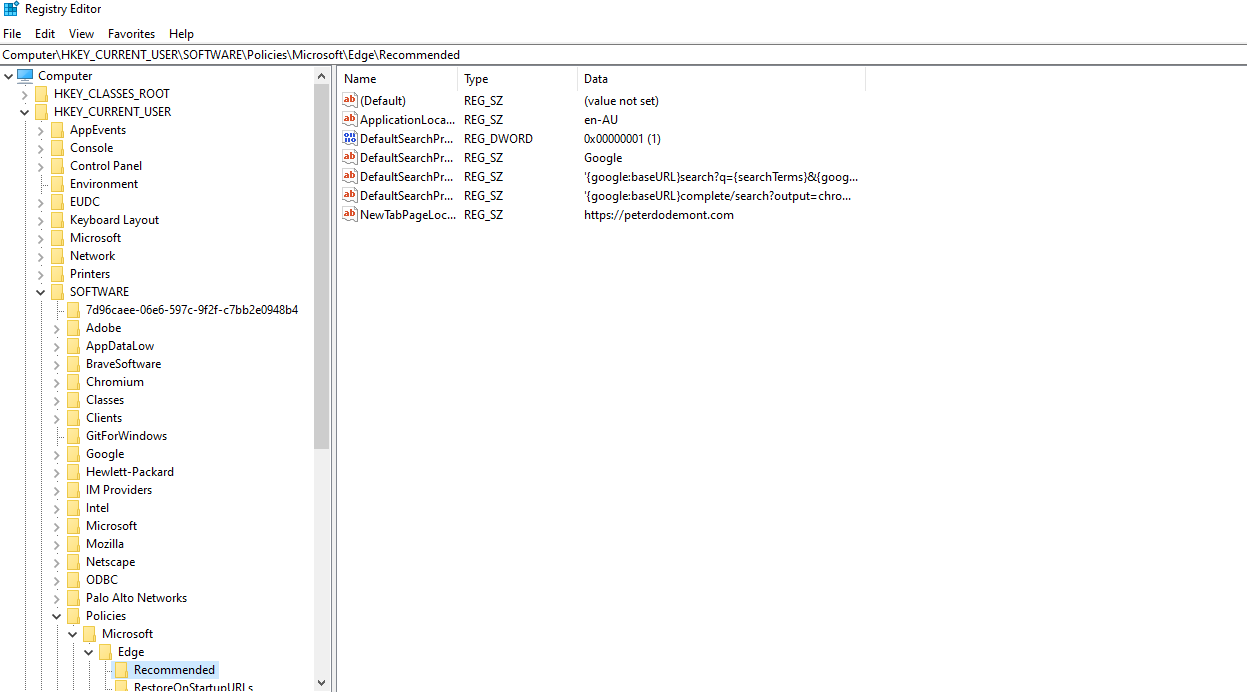 Registry Editor
File Edit View Favorites Help
Computer\HKEY_CURRENT_USER\SOFTWARE\Policies\Microsoft\Edge\Recommended
Computer
HKEY_CLASSES_ROOT
HKEY_CURRENT_USER
AppEvents
Console
Control Panel
Environment
EUDC
Keyboard Layout
Microsoft
Network
Printers
SOFTWARE
7d96caee-06e6-597c-9f2f-c7bb2e0948b4
Adobe
AppDataLow
BraveSoftware
Chromium
Classes
Clients
GitForWindows
Google
Hewlett-Packard
IM Providers
Intel
Microsoft
Mozilla
Netscape
ODBC
Palo Alto Networks
Policies
Microsoft
Edge
Recommended
RestoreOnStartupURLs
Name Type Data
(Default) REG_SZ (value not set)
ApplicationLoca... REG_SZ en-AU
DefaultSearchPr... REG_DWORD 0x00000001 (1)
DefaultSearchPr... REG_SZ Google
DefaultSearchPr... REG_SZ '{google:baseURL}search?q={searchTerms}&{goog...
DefaultSearchPr... REG_SZ '{google:baseURL}complete/search?output=chro...
NewTabPageLoc... REG_SZ https://peterdodemont.com